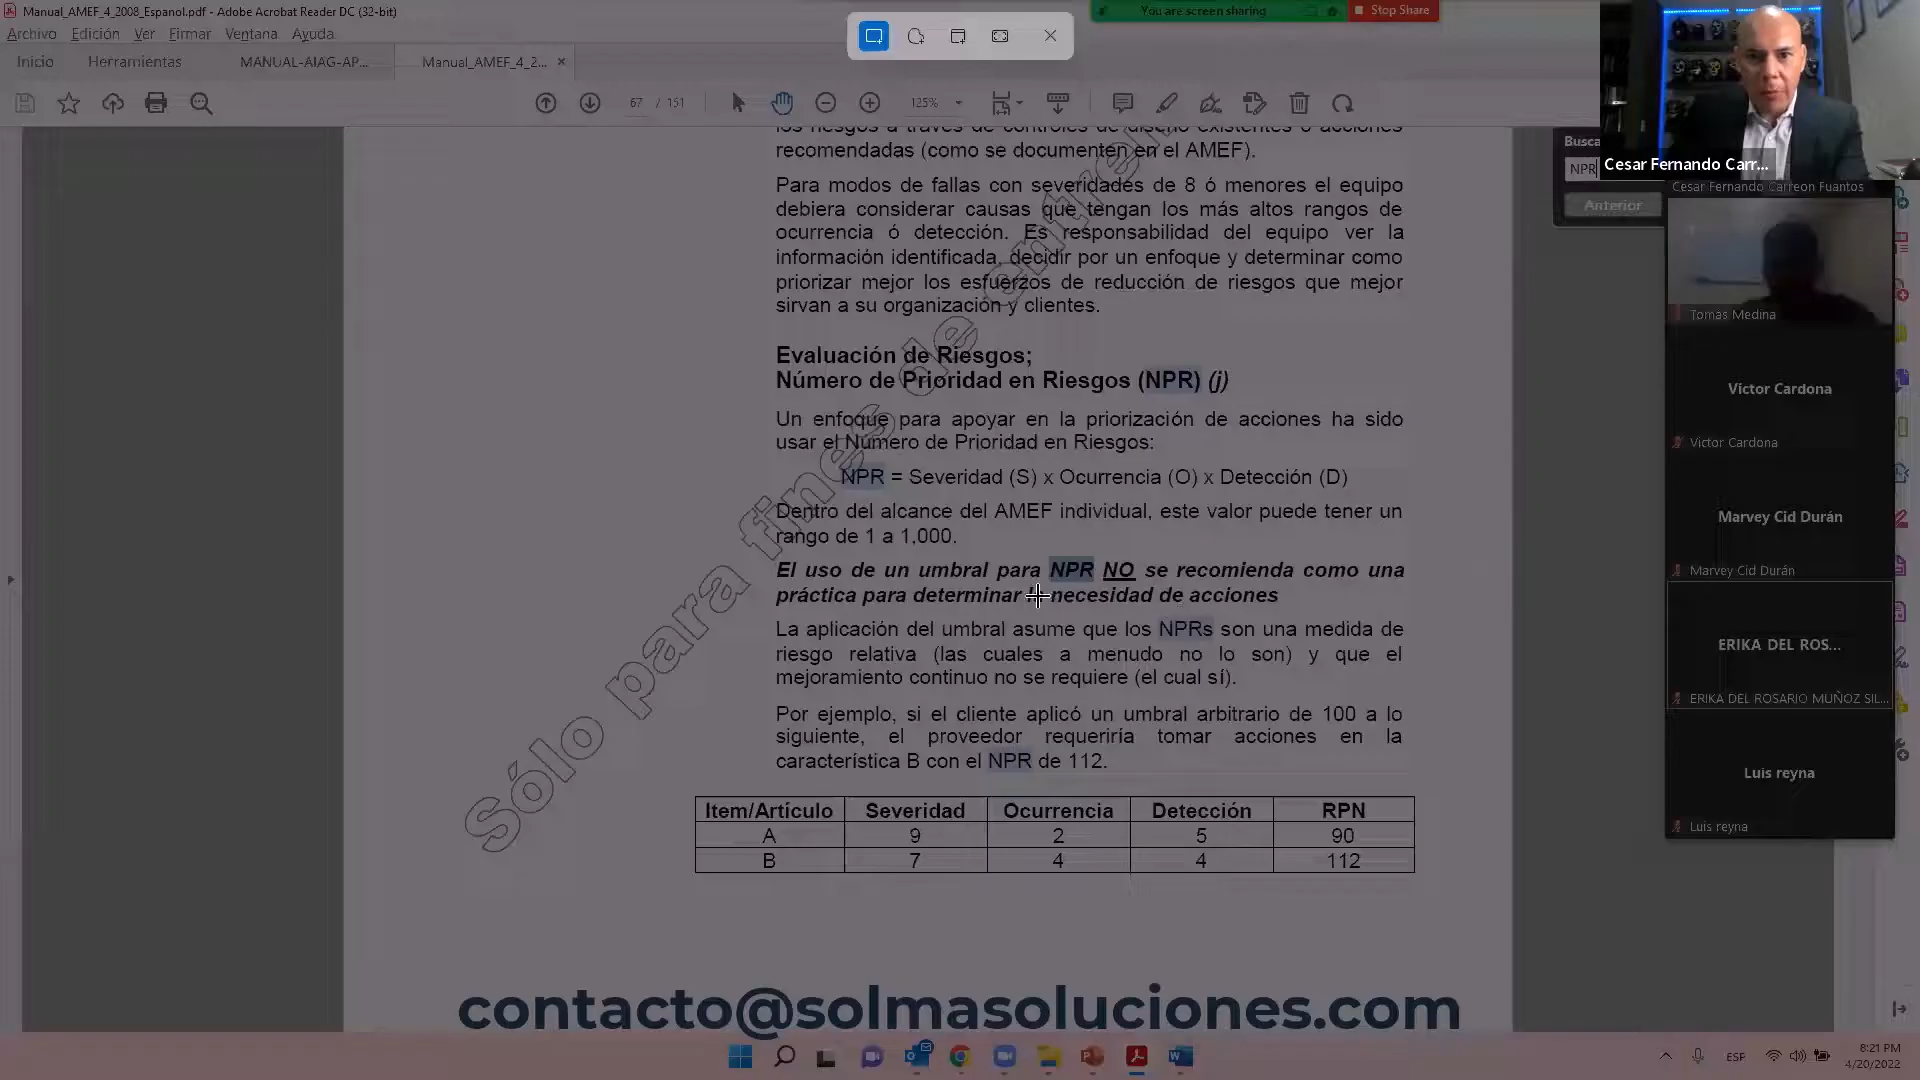 Manual_AMEF_4_2008_Espanol.pdf - Adobe Acrobat Reader DC (32-bit)
You are screen sharing
Stop Share
Archivo Edición Ver Firmar Ventana Ayuda
Inicio Herramientas MANUAL-AIAG-AP... Manual_AMEF_4_2... ×
67 / 151 125%
los riesgos a través de controles de diseño existentes o acciones
recomendadas (como se documenten en el AMEF).
Para modos de fallas con severidades de 8 ó menores el equipo
debiera considerar causas que tengan los más altos rangos de
ocurrencia ó detección. Es responsabilidad del equipo ver la
información identificada, decidir por un enfoque y determinar como
priorizar mejor los esfuerzos de reducción de riesgos que mejor
sirvan a su organización y clientes.
Evaluación de Riesgos;
Número de Prioridad en Riesgos (NPR) (j)
Un enfoque para apoyar en la priorización de acciones ha sido
usar el Número de Prioridad en Riesgos:
NPR = Severidad (S) x Ocurrencia (O) x Detección (D)
Dentro del alcance del AMEF individual, este valor puede tener un
rango de 1 a 1,000.
El uso de un umbral para NPR NO se recomienda como una
práctica para determinar necesidad de acciones
La aplicación del umbral asume que los NPRs son una medida de
riesgo relativa (las cuales a menudo no lo son) y que el
mejoramiento continuo no se requiere (el cual sí).
Por ejemplo, si el cliente aplicó un umbral arbitrario de 100 a lo
siguiente, el proveedor requeriría tomar acciones en la
característica B con el NPR de 112.
Item/Artículo Severidad Ocurrencia Detección RPN
A 9 2 5 90
B 7 4 4 112
Sólo para fines de
contacto@solmasoluciones.com
Busca
NPR
Anterior
Cesar Fernando Carr...
Cesar Fernando Carreon Fuantos
Tomas Medina
Victor Cardona
Victor Cardona
Marvey Cid Durán
Marvey Cid Durán
ERIKA DEL ROS...
ERIKA DEL ROSARIO MUÑOZ SIL...
Luis reyna
Luis reyna
ESP
8:21 PM
4/20/2022